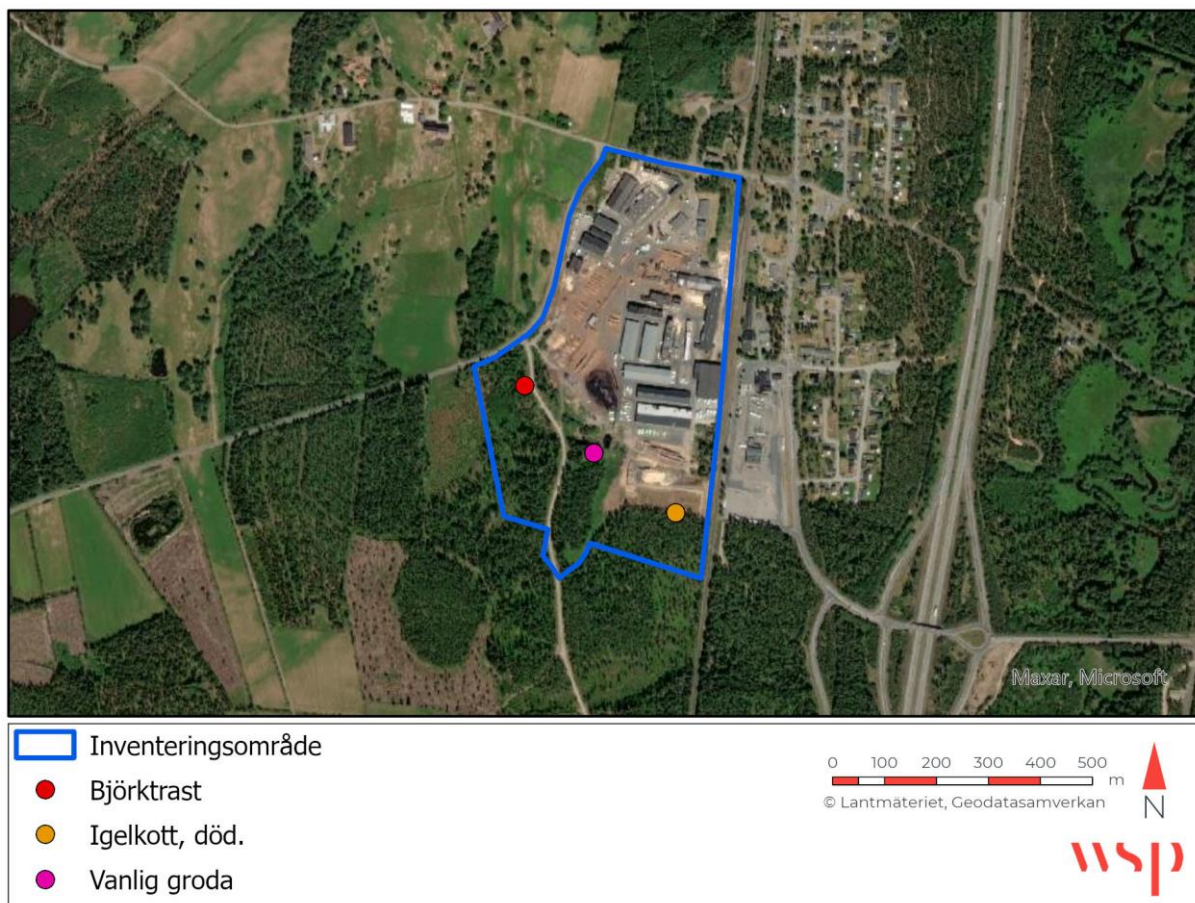 Maxar, Microsoft
Inventeringsområde
Björktrast
Igelkott, död.
Vanlig groda
0 100 200 300 400 500 m
© Lantmäteriet, Geodatasamverkan
N
wsp